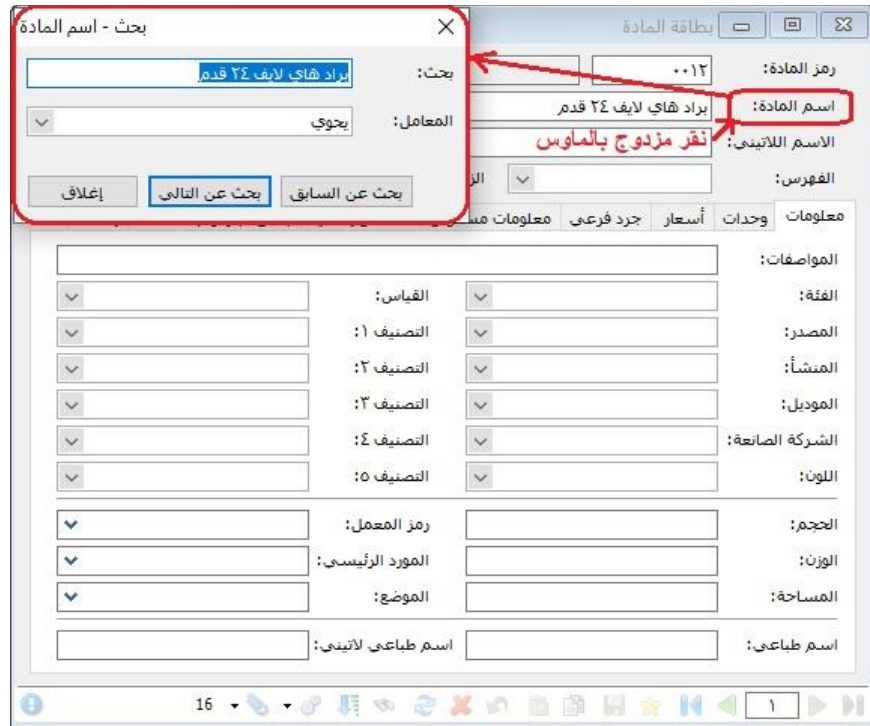 بحث - اسم المادة
بحث:
براد هاي لايف ٢٤ قدم
المعامل:
يحوي
بحث عن السابق
بحث عن التالي
إغلاق
بطاقة المادة
رمز المادة: ٠٠١٢
اسم المادة: براد هاي لايف ٢٤ قدم
الاسم اللاتيني:
نقر مزدوج بالماوس
الفهرس:
معلومات وحدات أسعار جرد فرعي معلومات
المواصفات:
الفئة: القياس:
المصدر: التصنيف ١:
المنشأ: التصنيف ٢:
الموديل: التصنيف ٣:
الشركة الصانعة: التصنيف ٤:
اللون: التصنيف ٥:
الحجم: رمز المعمل:
الوزن: المورد الرئيسي:
المساحة: الموضع:
اسم طباعي: اسم طباعي لاتيني:
١ 16